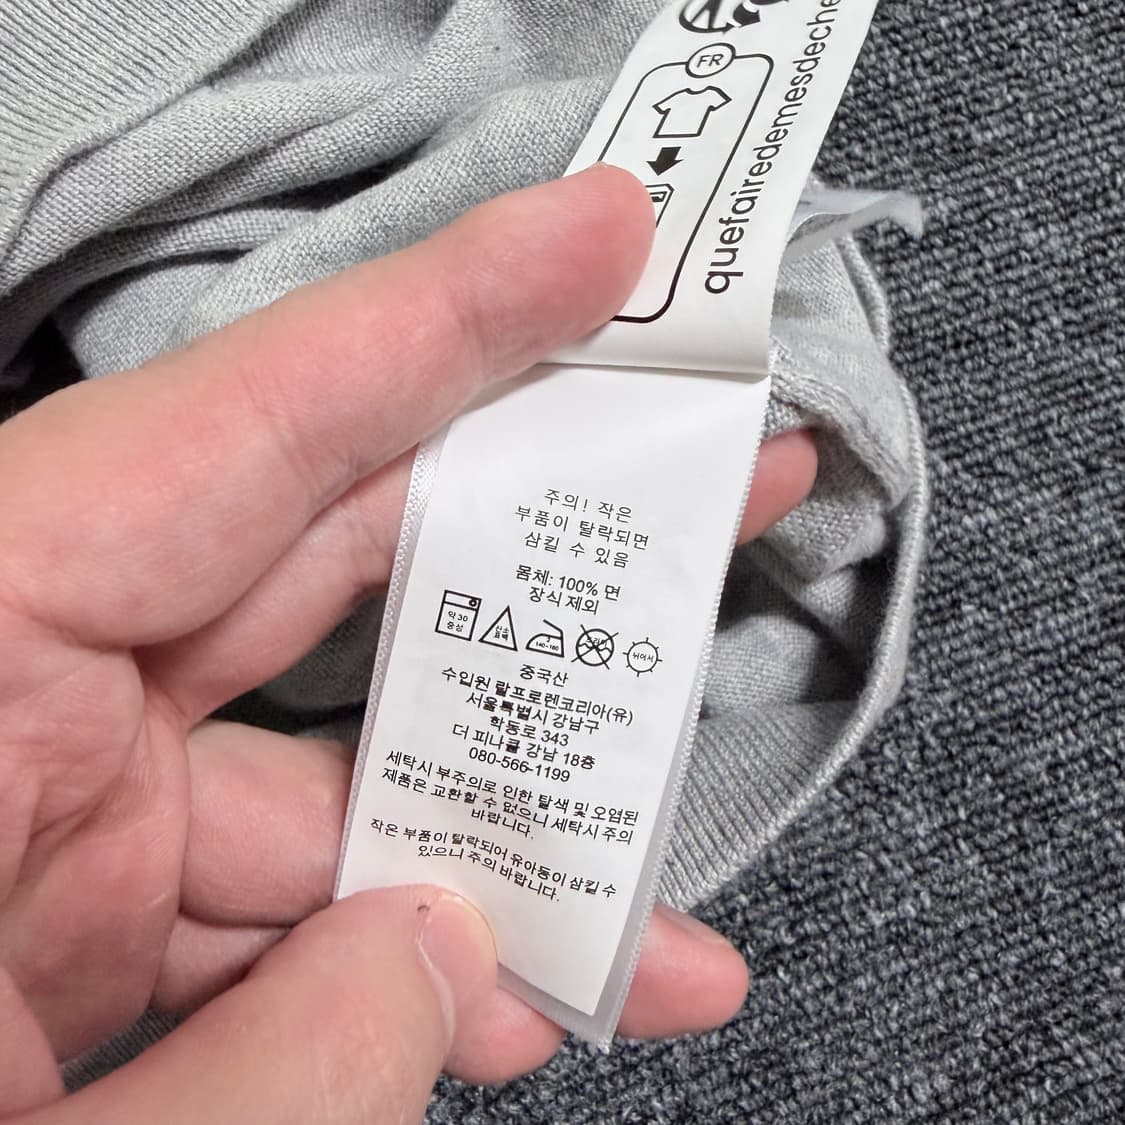 FR
quefairedemesdeche
주의! 작은
부품이 탈락되면
삼킬 수 있음
몸체: 100% 면
장식 제외
약 30
중성
산소
표백
140~160
뉘어서
중국산
수입원 랄프로렌코리아(유)
서울특별시 강남구
학동로 343
더 피나클 강남 18층
080-566-1199
세탁시 부주의로 인한 탈색 및 오염된
제품은 교환할 수 없으니 세탁시 주의
바랍니다.
작은 부품이 탈락되어 유아동이 삼킬 수
있으니 주의 바랍니다.